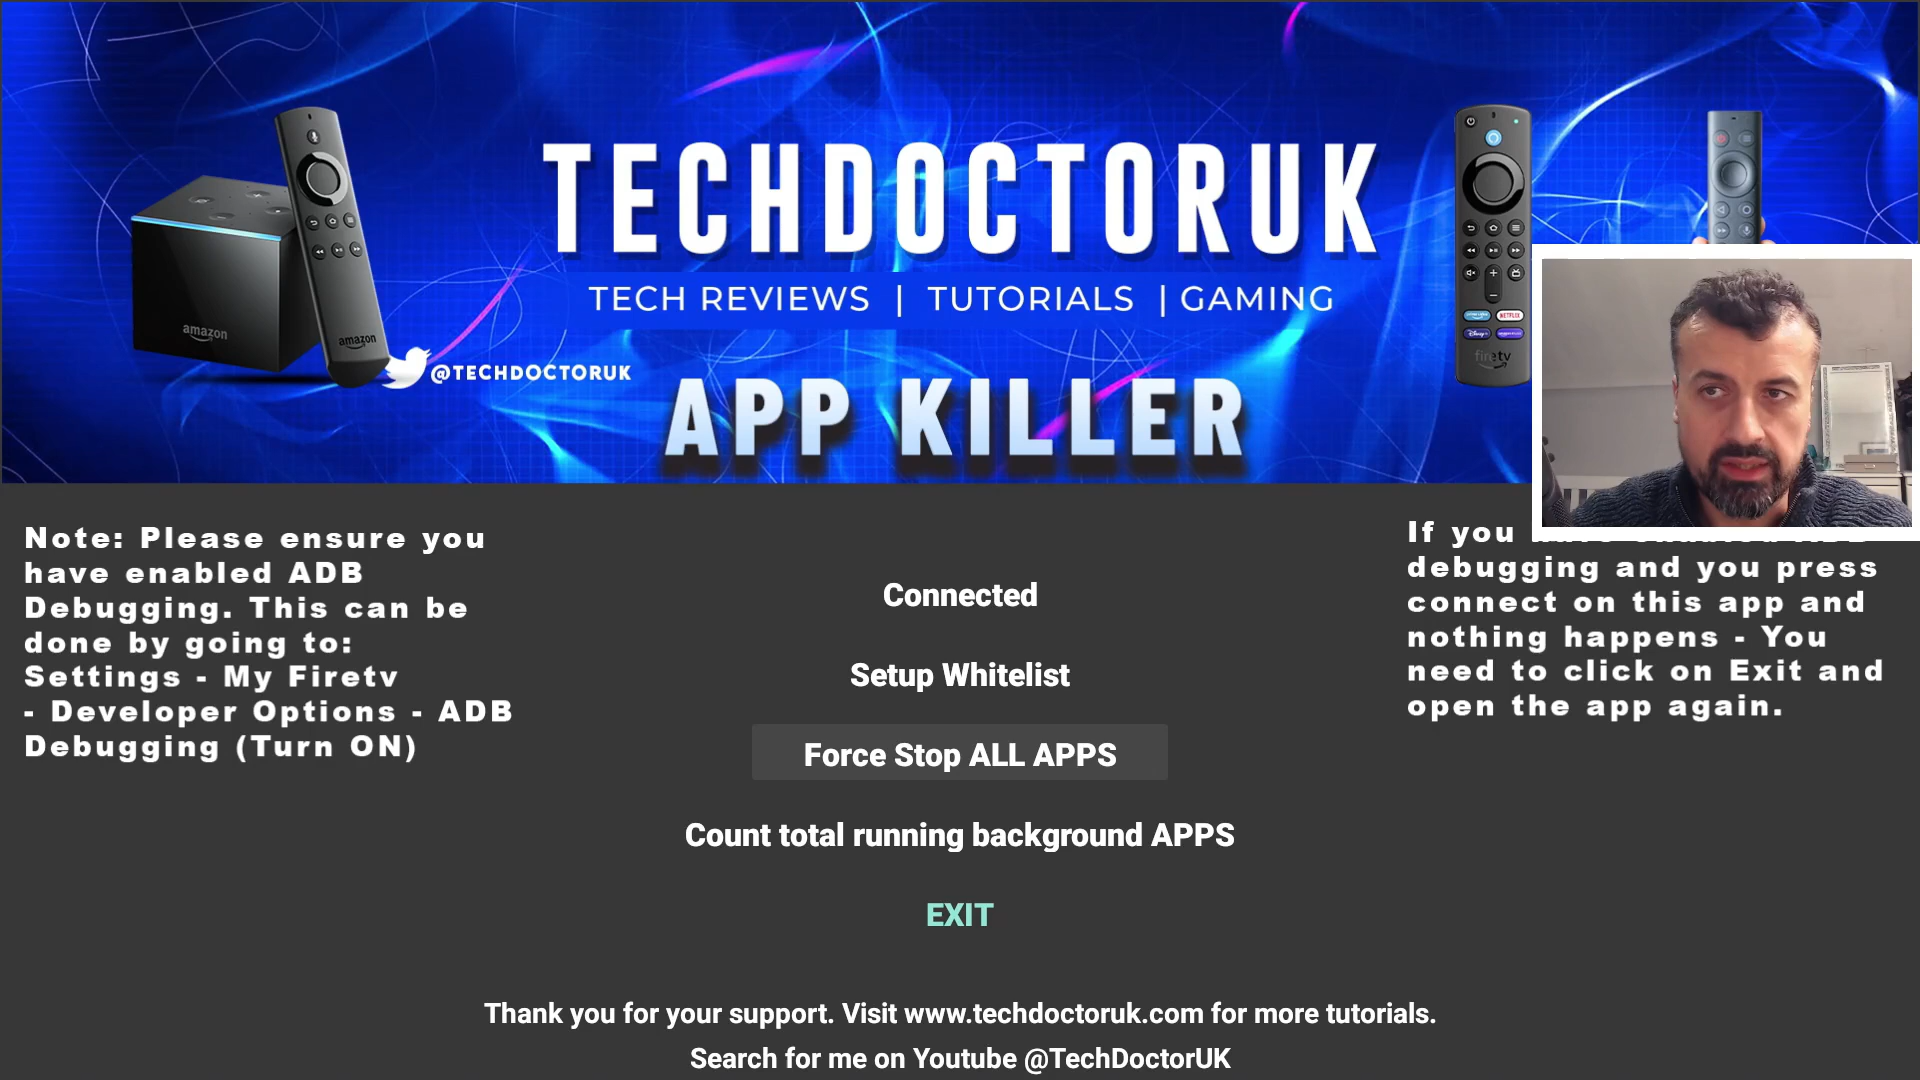 TECHDOCTORUK
TECH REVIEWS | TUTORIALS | GAMING
amazon
amazon
@TECHDOCTORUK
APP KILLER
NETFLIX
Disney+
firetv
Note: Please ensure you
have enabled ADB
Debugging. This can be
done by going to:
Settings - My Firetv
- Developer Options - ADB
Debugging (Turn ON)
Connected
Setup Whitelist
Force Stop ALL APPS
Count total running background APPS
EXIT
If you
debugging and you press
connect on this app and
nothing happens - You
need to click on Exit and
open the app again.
Thank you for your support. Visit www.techdoctoruk.com for more tutorials.
Search for me on Youtube @TechDoctorUK